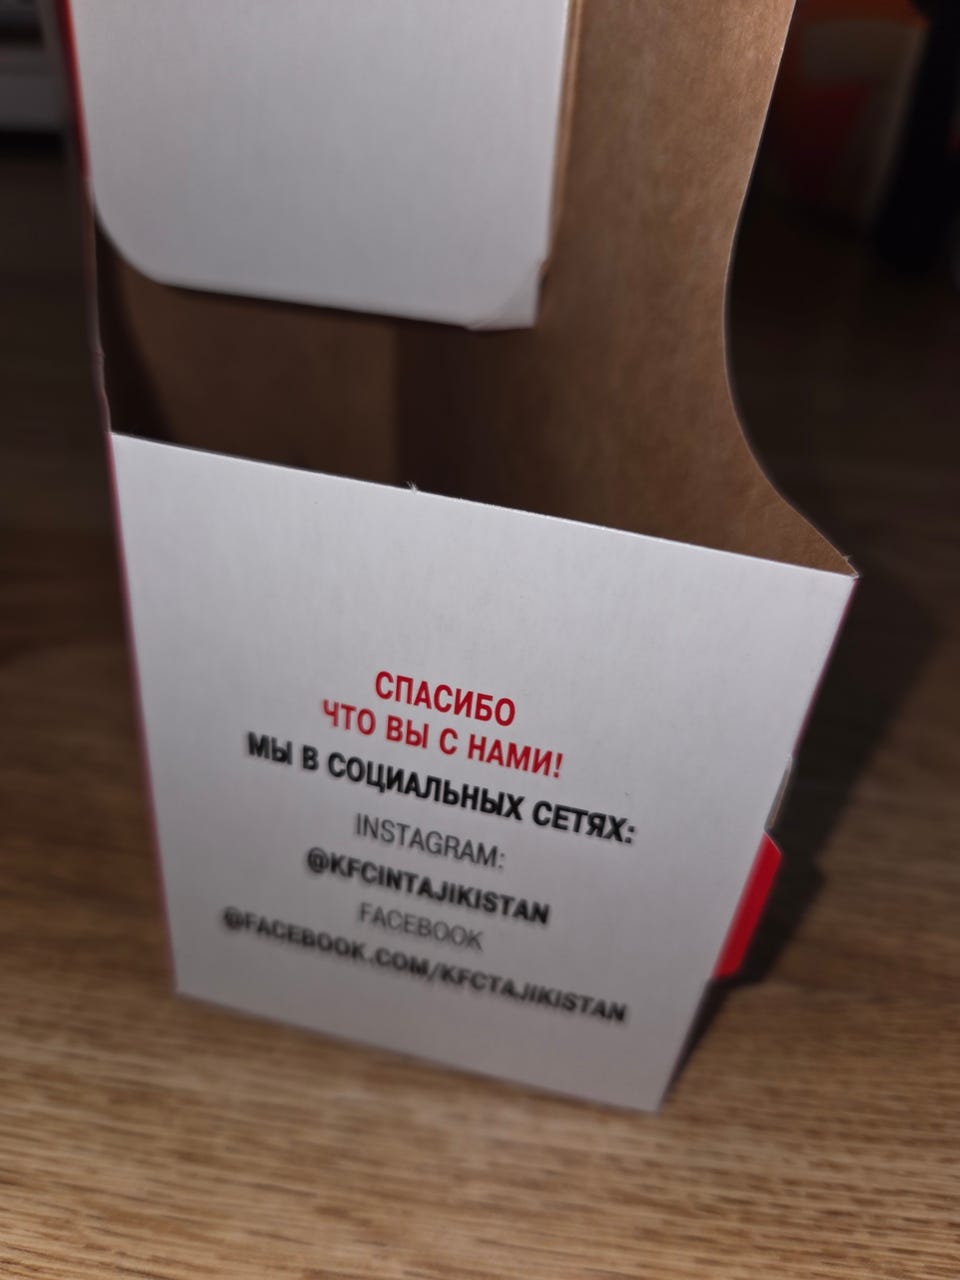 СПАСИБО
ЧТО ВЫ С НАМИ!
МЫ В СОЦИАЛЬНЫХ СЕТЯХ:
INSTAGRAM:
@KFCINTAJIKISTAN
FACEBOOK
@FACEBOOK.COM/KFCTAJIKISTAN